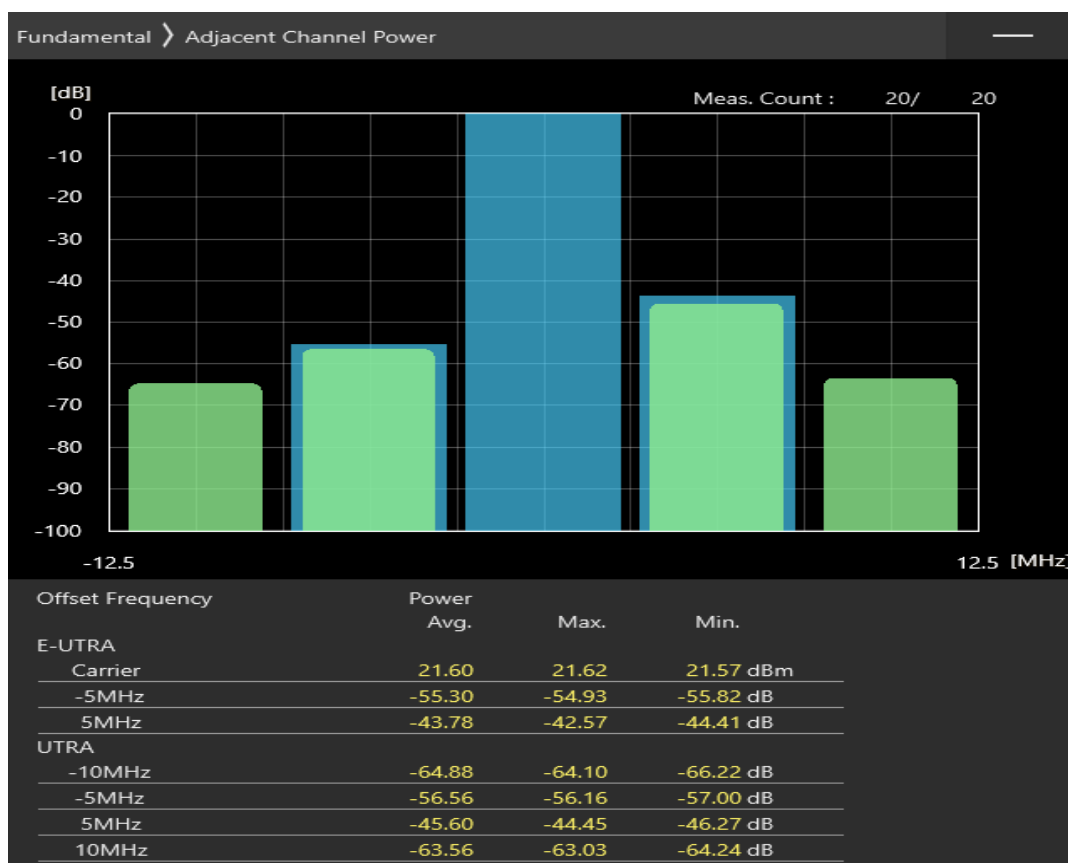 Fundamental 〉 Adjacent Channel Power
[dB]
Meas. Count : 20/ 20
0
-10
-20
-30
-40
-50
-60
-70
-80
-90
-100
-12.5 12.5 [MHz]
Offset Frequency Power
Avg. Max. Min.
E-UTRA
Carrier 21.60 21.62 21.57 dBm
-5MHz -55.30 -54.93 -55.82 dB
5MHz -43.78 -42.57 -44.41 dB
UTRA
-10MHz -64.88 -64.10 -66.22 dB
-5MHz -56.56 -56.16 -57.00 dB
5MHz -45.60 -44.45 -46.27 dB
10MHz -63.56 -63.03 -64.24 dB